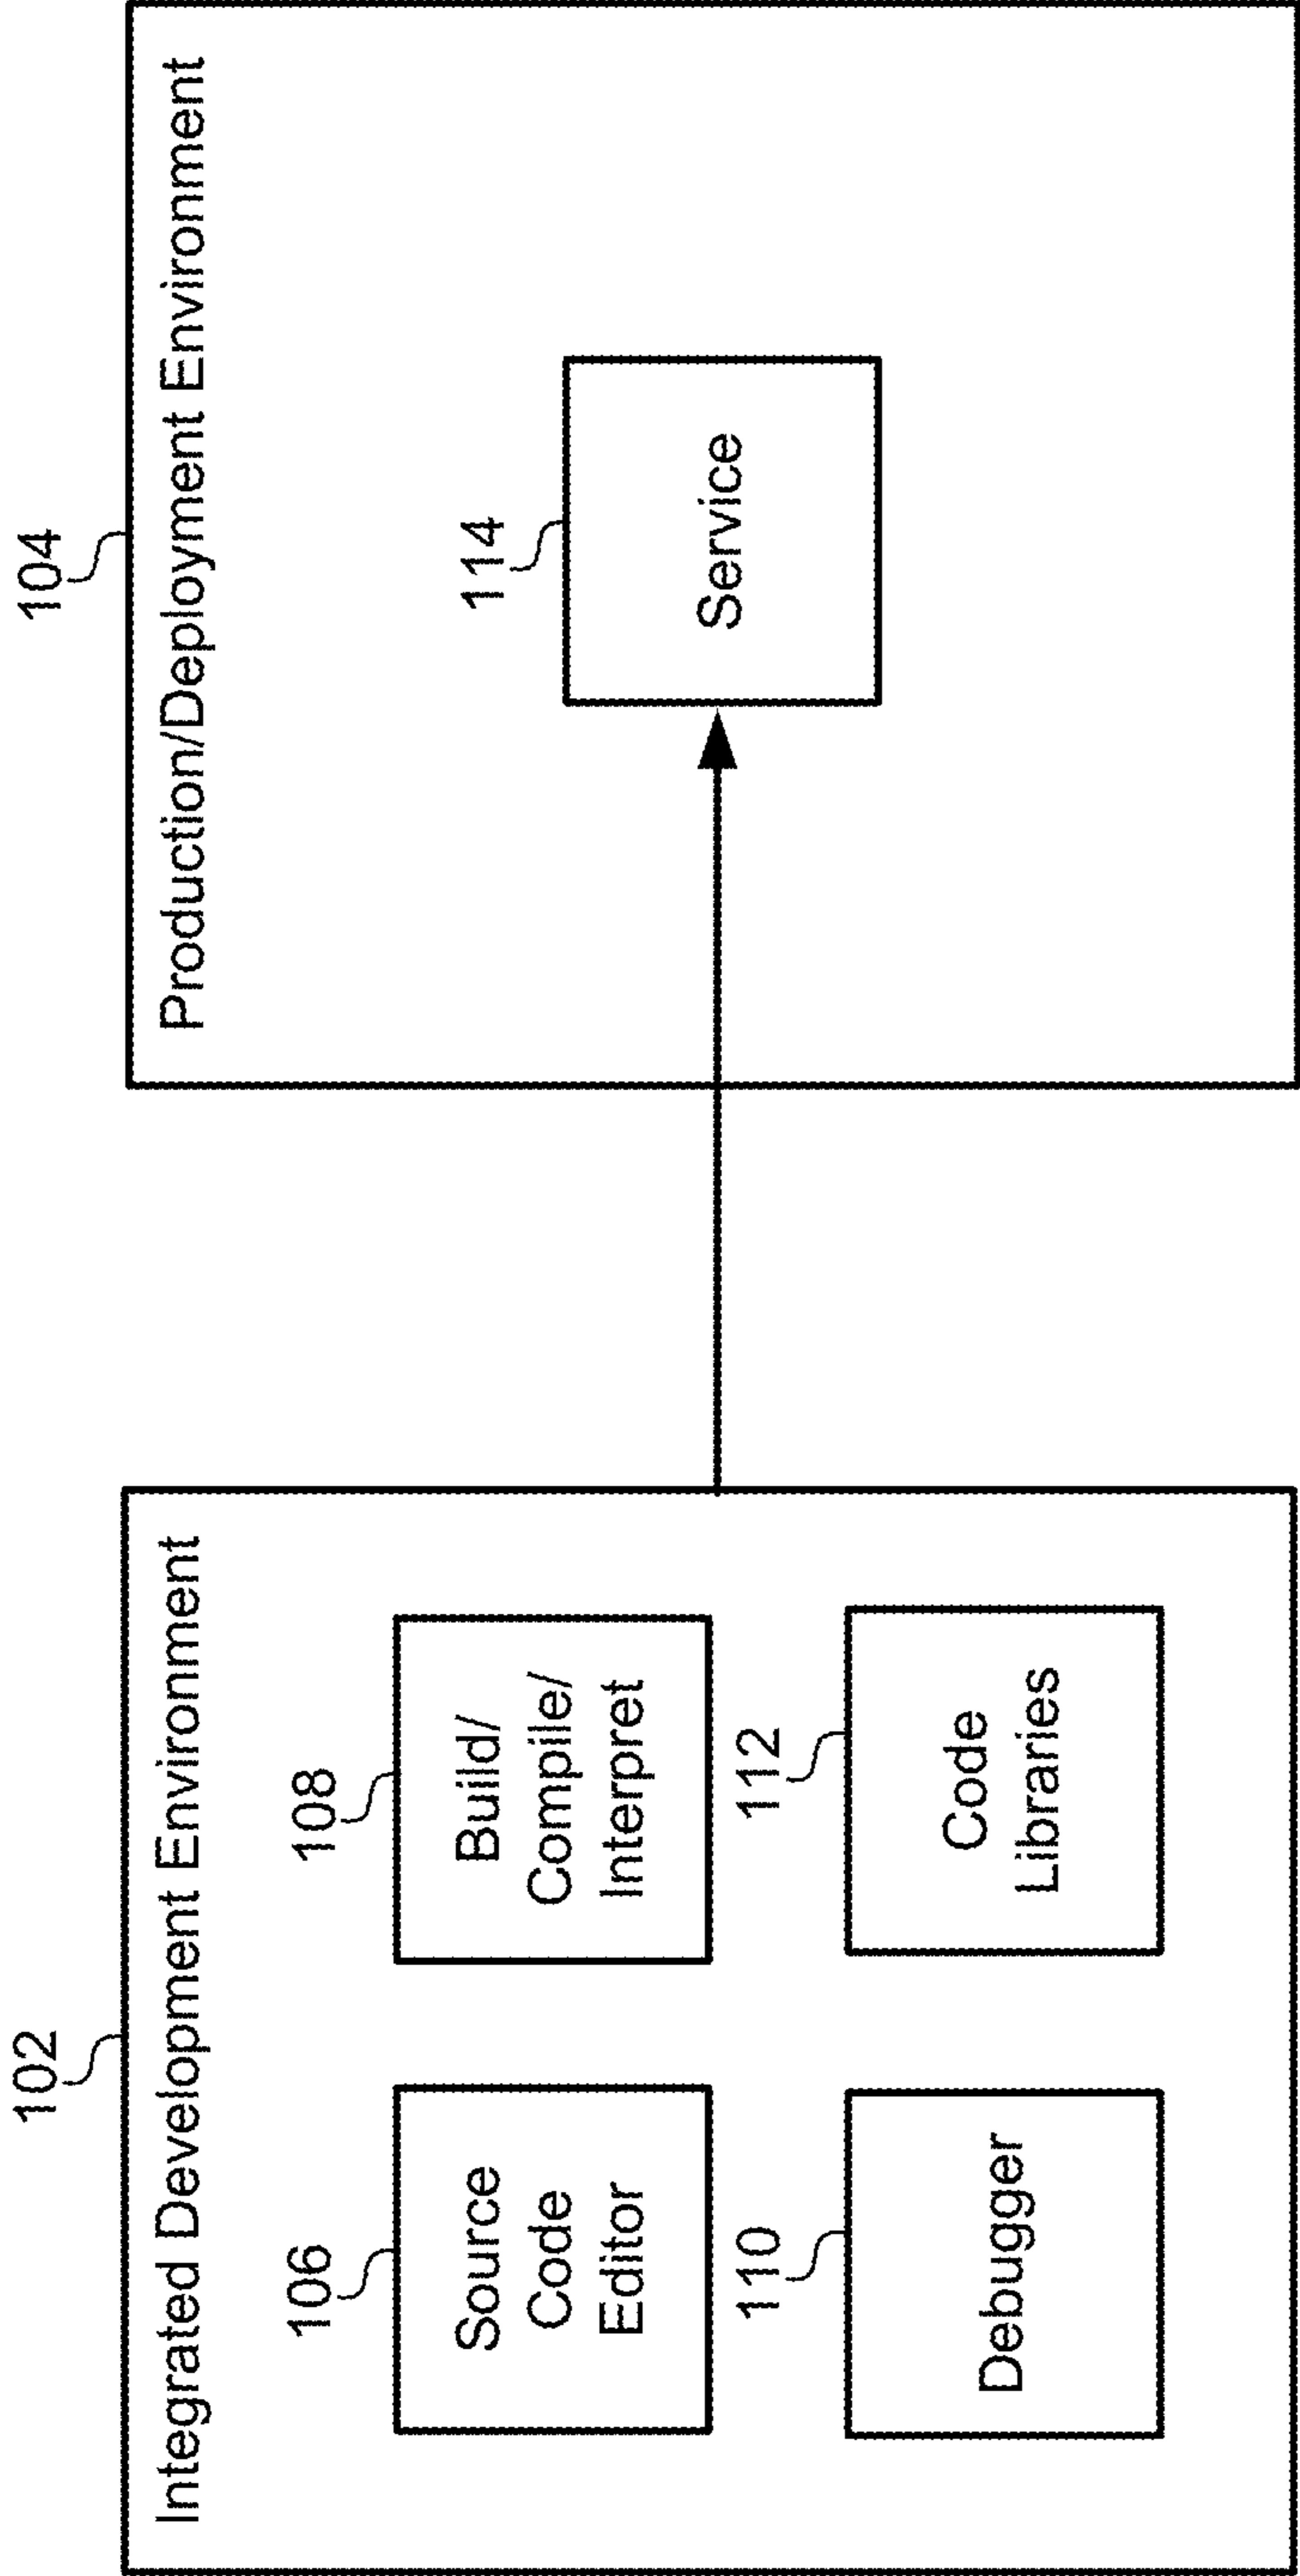 102
Integrated Development Environment
106
Source
Code
Editor
108
Build/
Compile/
Interpret
110
Debugger
112
Code
Libraries
104
Production/Deployment Environment
114
Service